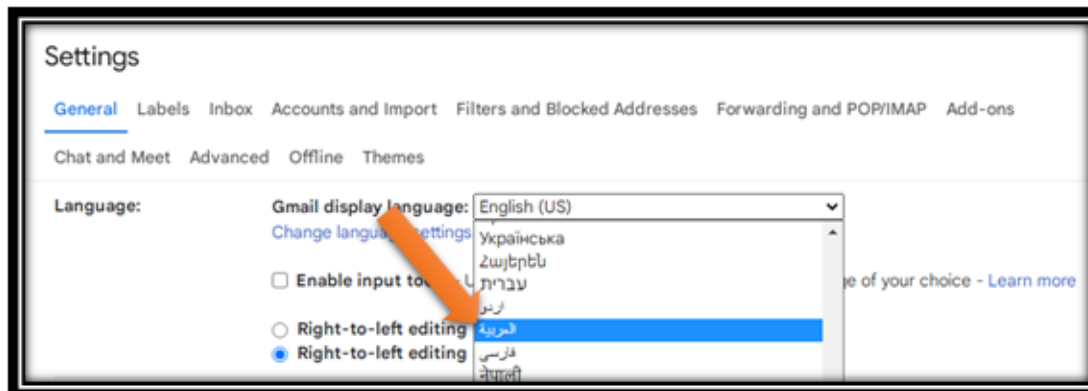 Settings
General Labels Inbox Accounts and Import Filters and Blocked Addresses Forwarding and POP/IMAP Add-ons
Chat and Meet Advanced Offline Themes
Language: Gmail display language: English (US)
Change language settings
Українська
Հայերեն
עברית
Enable input ge of your choice - Learn more
اردو
العربية
Right-to-left editing
فارسی
Right-to-left editing
नेपाली